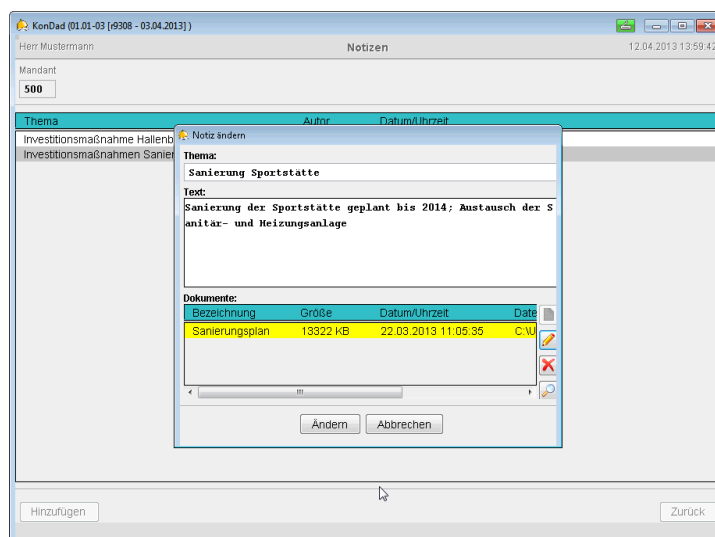 KonDad (01.01-03 [r9308 - 03.04.2013] )
Herr Mustermann Notizen 12.04.2013 13:59:42
Mandant
500
Thema Autor Datum/Uhrzeit
Investitionsmaßnahme Hallenb
Investitionsmaßnahmen Sanier
Notiz ändern
Thema:
Sanierung Sportstätte
Text:
Sanierung der Sportstätte geplant bis 2014; Austausch der S
anitär- und Heizungsanlage
Dokumente:
Bezeichnung Größe Datum/Uhrzeit Date
Sanierungsplan 13322 KB 22.03.2013 11:05:35 C:\U
Ändern Abbrechen
Hinzufügen Zurück